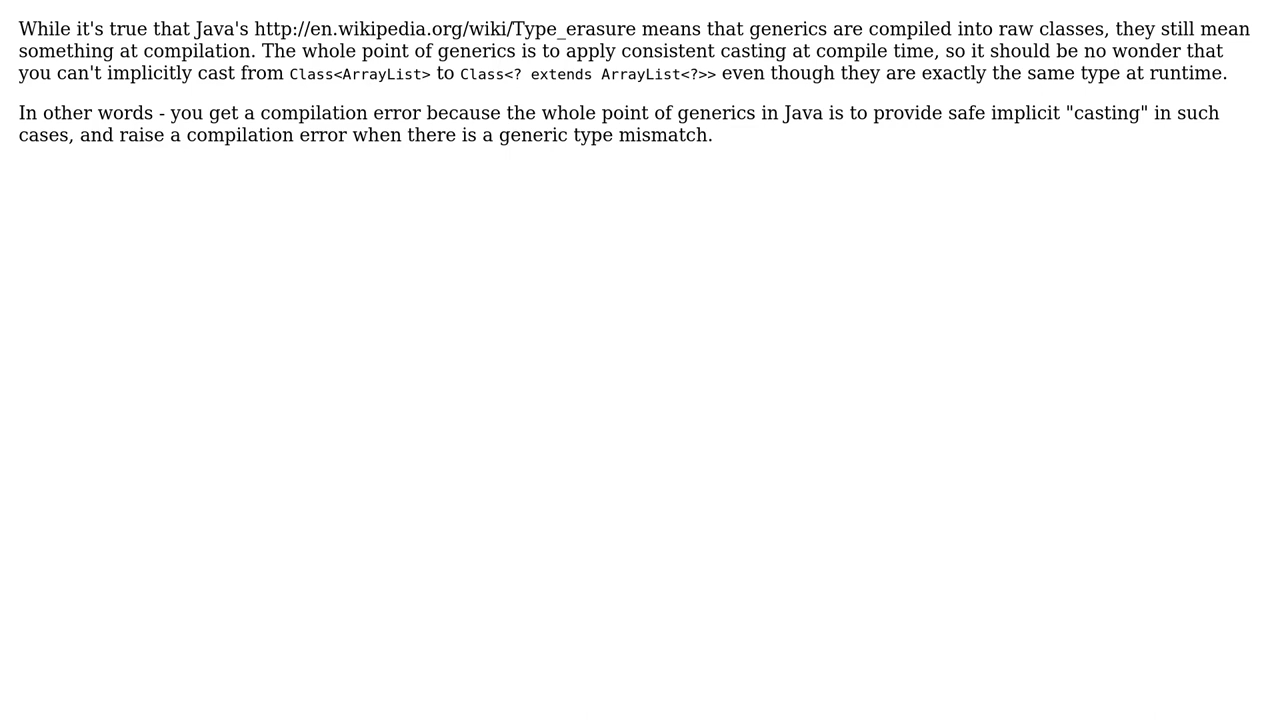 While it's true that Java's http://en.wikipedia.org/wiki/Type_erasure means that generics are compiled into raw classes, they still mean
something at compilation. The whole point of generics is to apply consistent casting at compile time, so it should be no wonder that
you can't implicitly cast from Class<ArrayList> to Class<? extends ArrayList<?>> even though they are exactly the same type at runtime.
In other words - you get a compilation error because the whole point of generics in Java is to provide safe implicit "casting" in such
cases, and raise a compilation error when there is a generic type mismatch.